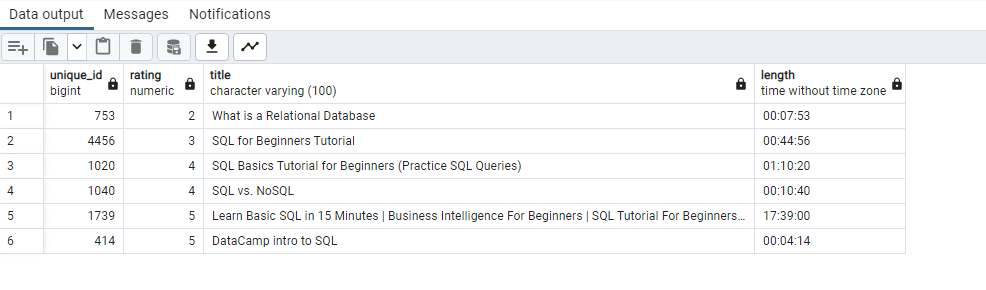 Data output Messages Notifications
unique_id rating title length
bigint numeric character varying (100) time without time zone
1 753 2 What is a Relational Database 00:07:53
2 4456 3 SQL for Beginners Tutorial 00:44:56
3 1020 4 SQL Basics Tutorial for Beginners (Practice SQL Queries) 01:10:20
4 1040 4 SQL vs. NoSQL 00:10:40
5 1739 5 Learn Basic SQL in 15 Minutes | Business Intelligence For Beginners | SQL Tutorial For Beginners... 17:39:00
6 414 5 DataCamp intro to SQL 00:04:14